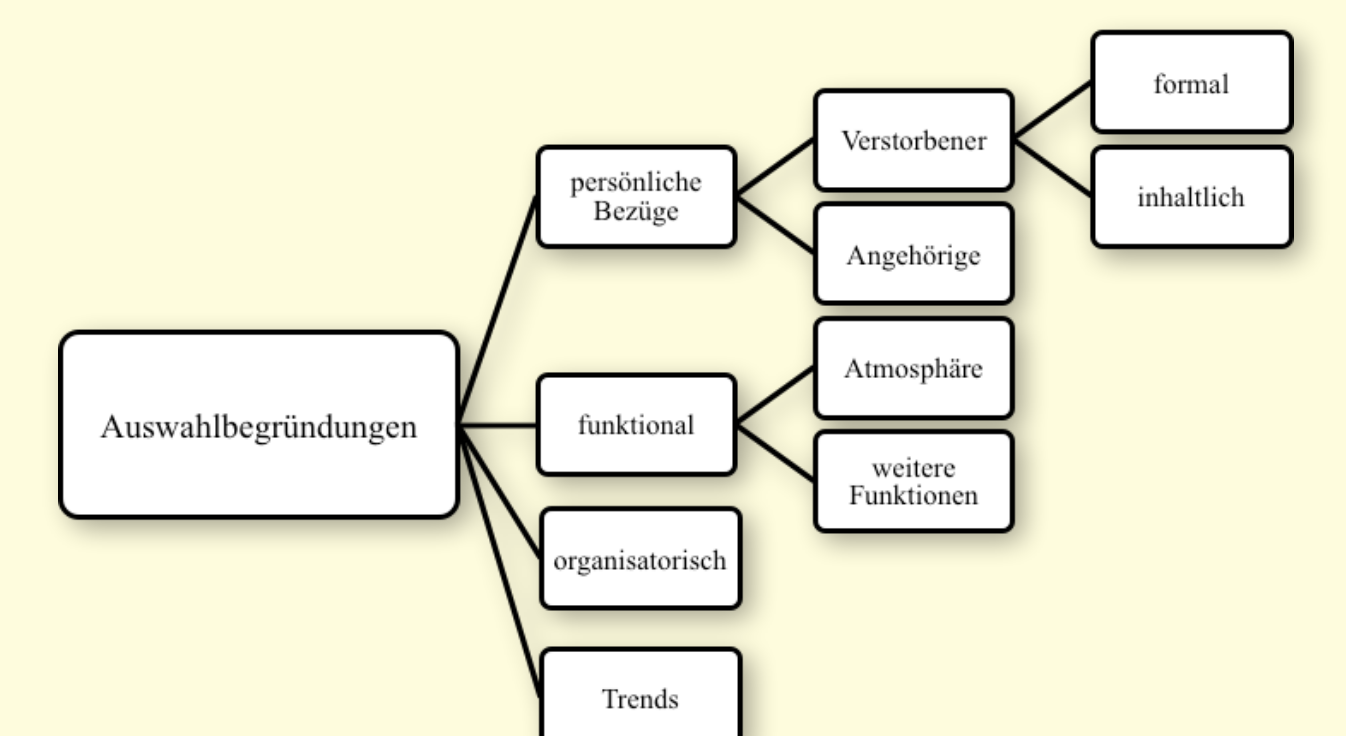 formal
Verstorbener
persönliche
Bezüge
inhaltlich
Angehörige
Atmosphäre
Auswahlbegründungen
funktional
weitere
Funktionen
organisatorisch
Trends